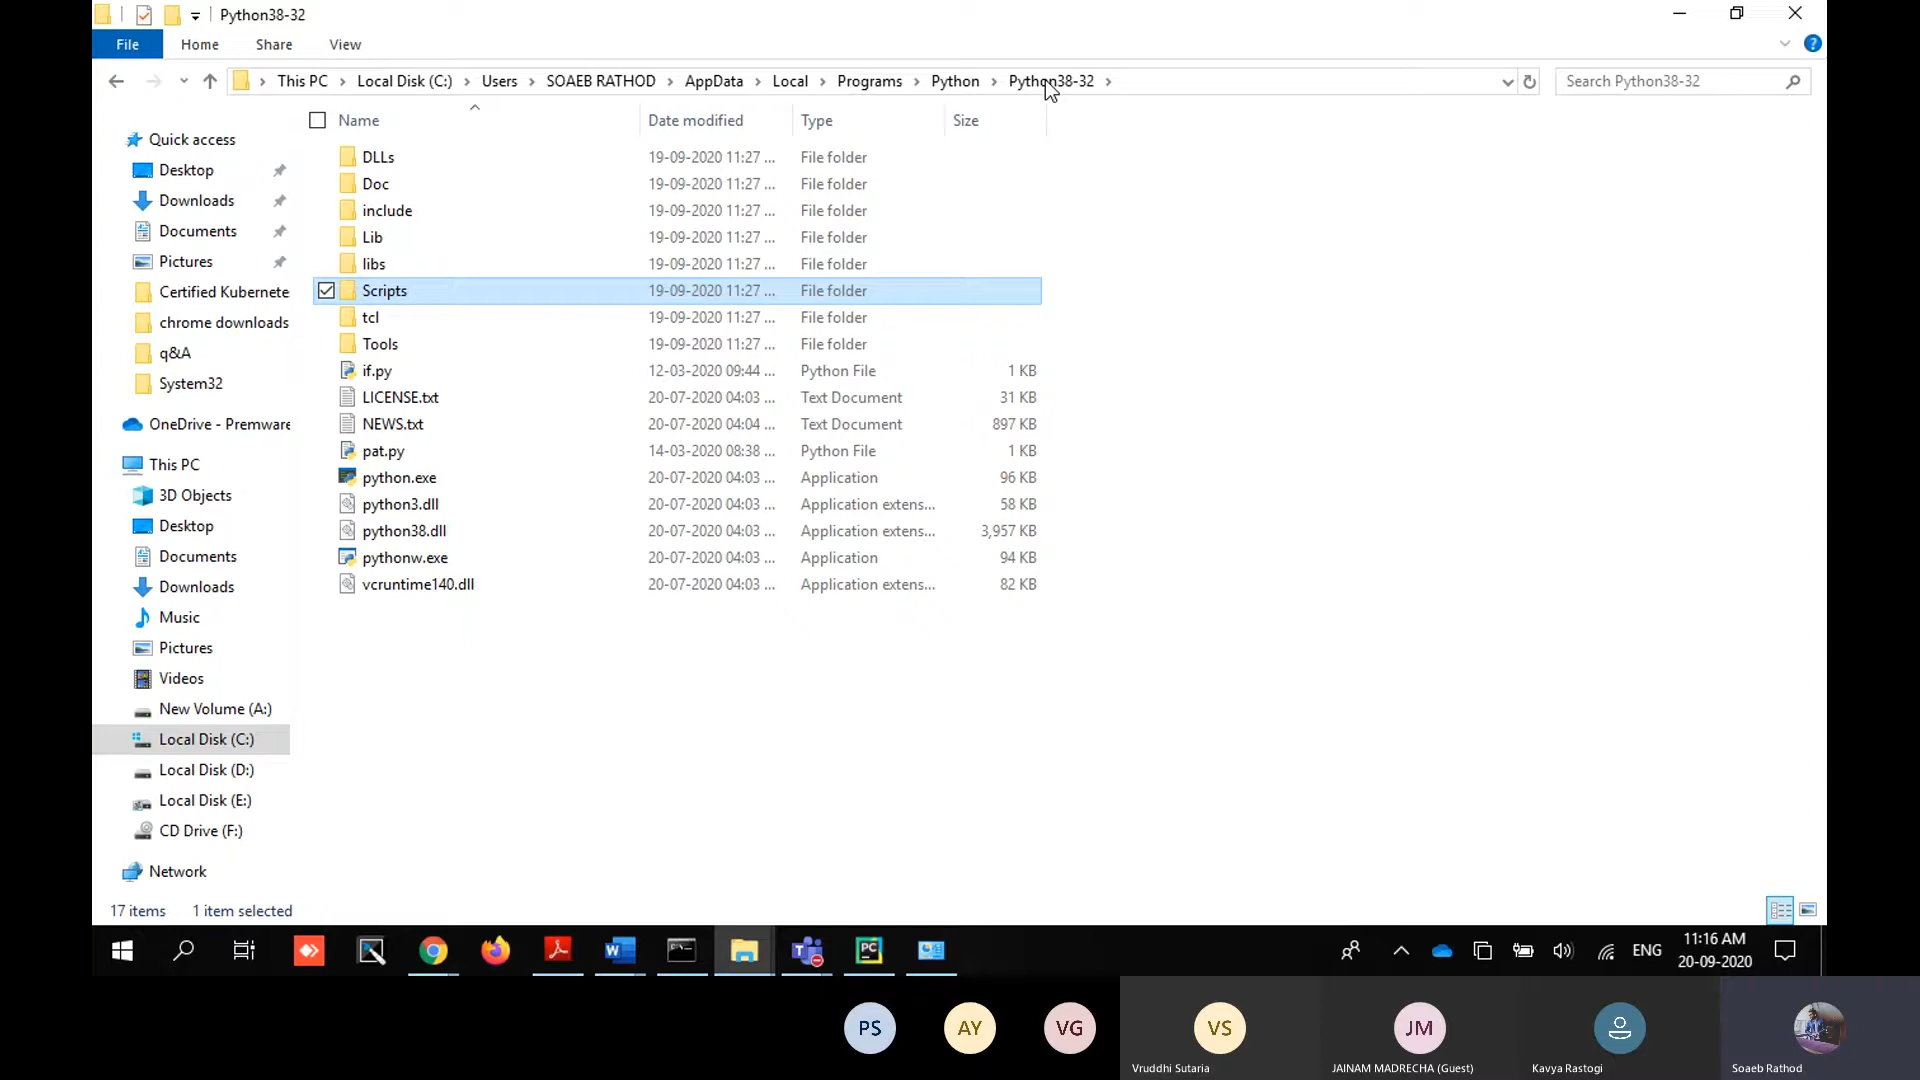 Python38-32
File Home Share View
This PC Local Disk (C:) Users SOAEB RATHOD AppData Local Programs Python Python38-32
Search Python38-32
Name Date modified Type Size
Quick access
Desktop
Downloads
Documents
Pictures
Certified Kubernete
chrome downloads
q&A
System32
OneDrive - Premware
This PC
3D Objects
Desktop
Documents
Downloads
Music
Pictures
Videos
New Volume (A:)
Local Disk (C:)
Local Disk (D:)
Local Disk (E:)
CD Drive (F:)
Network
DLLs 19-09-2020 11:27 ... File folder
Doc 19-09-2020 11:27 ... File folder
include 19-09-2020 11:27 ... File folder
Lib 19-09-2020 11:27 ... File folder
libs 19-09-2020 11:27 ... File folder
Scripts 19-09-2020 11:27 ... File folder
tcl 19-09-2020 11:27 ... File folder
Tools 19-09-2020 11:27 ... File folder
if.py 12-03-2020 09:44 ... Python File 1 KB
LICENSE.txt 20-07-2020 04:03 ... Text Document 31 KB
NEWS.txt 20-07-2020 04:04 ... Text Document 897 KB
pat.py 14-03-2020 08:38 ... Python File 1 KB
python.exe 20-07-2020 04:03 ... Application 96 KB
python3.dll 20-07-2020 04:03 ... Application extens... 58 KB
python38.dll 20-07-2020 04:03 ... Application extens... 3,957 KB
pythonw.exe 20-07-2020 04:03 ... Application 94 KB
vcruntime140.dll 20-07-2020 04:03 ... Application extens... 82 KB
17 items 1 item selected
ENG
11:16 AM
20-09-2020
PS AY VG VS JM
Vruddhi Sutaria JAINAM MADRECHA (Guest) Kavya Rastogi Soaeb Rathod